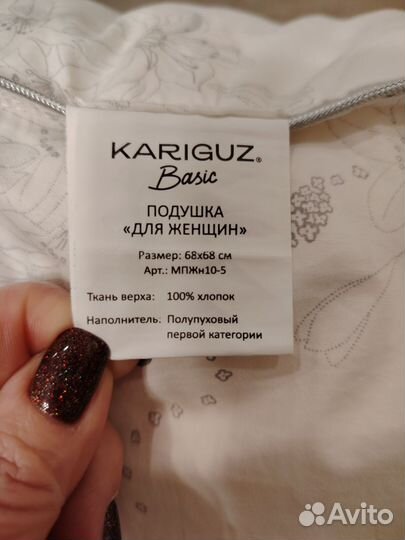 KARIGUZ®
Basic
ПОДУШКА
«ДЛЯ ЖЕНЩИН»
Размер: 68х68 см
Арт.: МПЖн10-5
Ткань верха: 100% хлопок
Наполнитель: Полупуховый
первой категории
Avito